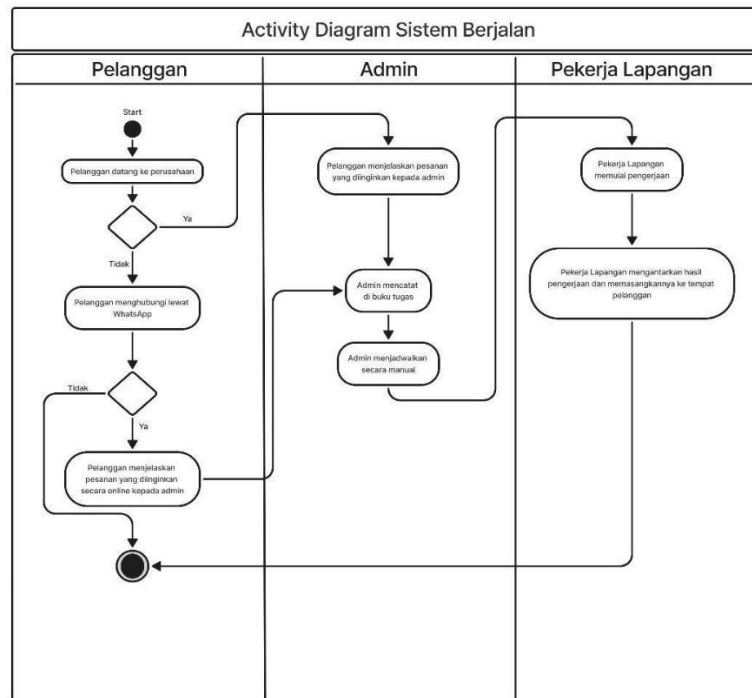 Activity Diagram Sistem Berjalan
Pelanggan
Admin
Pekerja Lapangan
Start
Pelanggan datang ke perusahaan
Ya
Tidak
Pelanggan menghubungi lewat
WhatsApp
Tidak
Ya
Pelanggan menjelaskan
pesanan yang diinginkan
secara online kepada admin
Pelanggan menjelaskan pesanan
yang diinginkan kepada admin
Admin mencatat
di buku tugas
Admin menjadwalkan
secara manual
Pekerja Lapangan
memulai pengerjaan
Pekerja Lapangan mengantarkan hasil
pengerjaan dan memasangkannya ke tempat
pelanggan